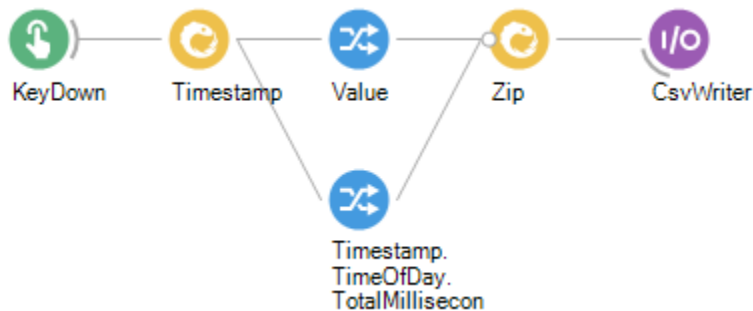 I/O
KeyDown
Timestamp
Value
Zip
CsvWriter
Timestamp.
TimeOfDay.
TotalMillisecon